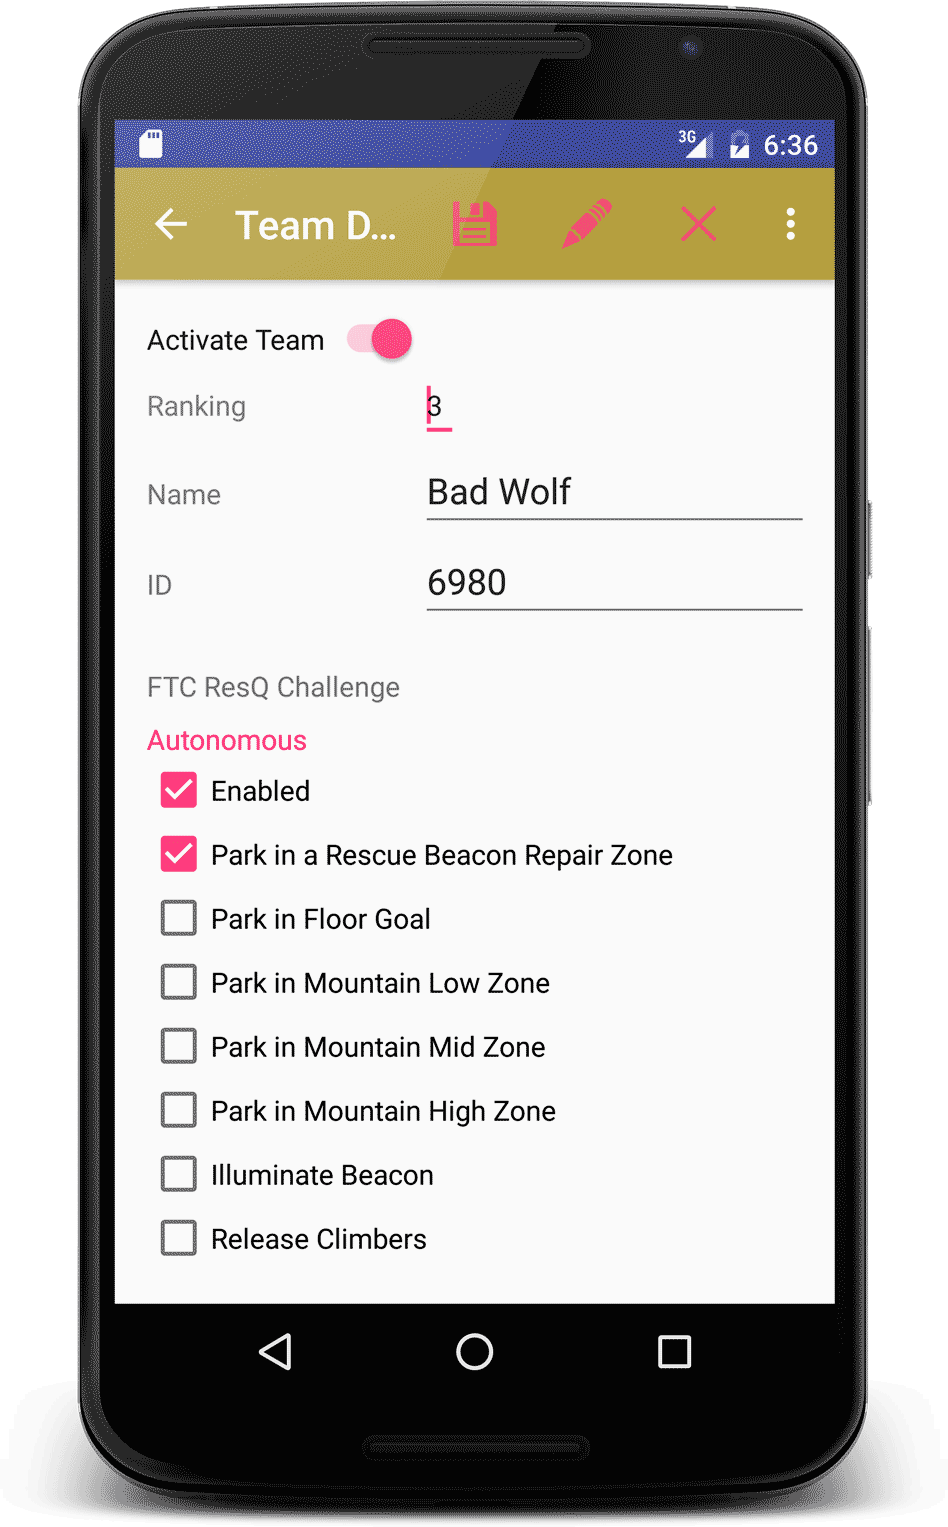 3G 6:36
Team D...
Activate Team
Ranking 3
Name Bad Wolf
ID 6980
FTC ResQ Challenge
Autonomous
Enabled
Park in a Rescue Beacon Repair Zone
Park in Floor Goal
Park in Mountain Low Zone
Park in Mountain Mid Zone
Park in Mountain High Zone
Illuminate Beacon
Release Climbers